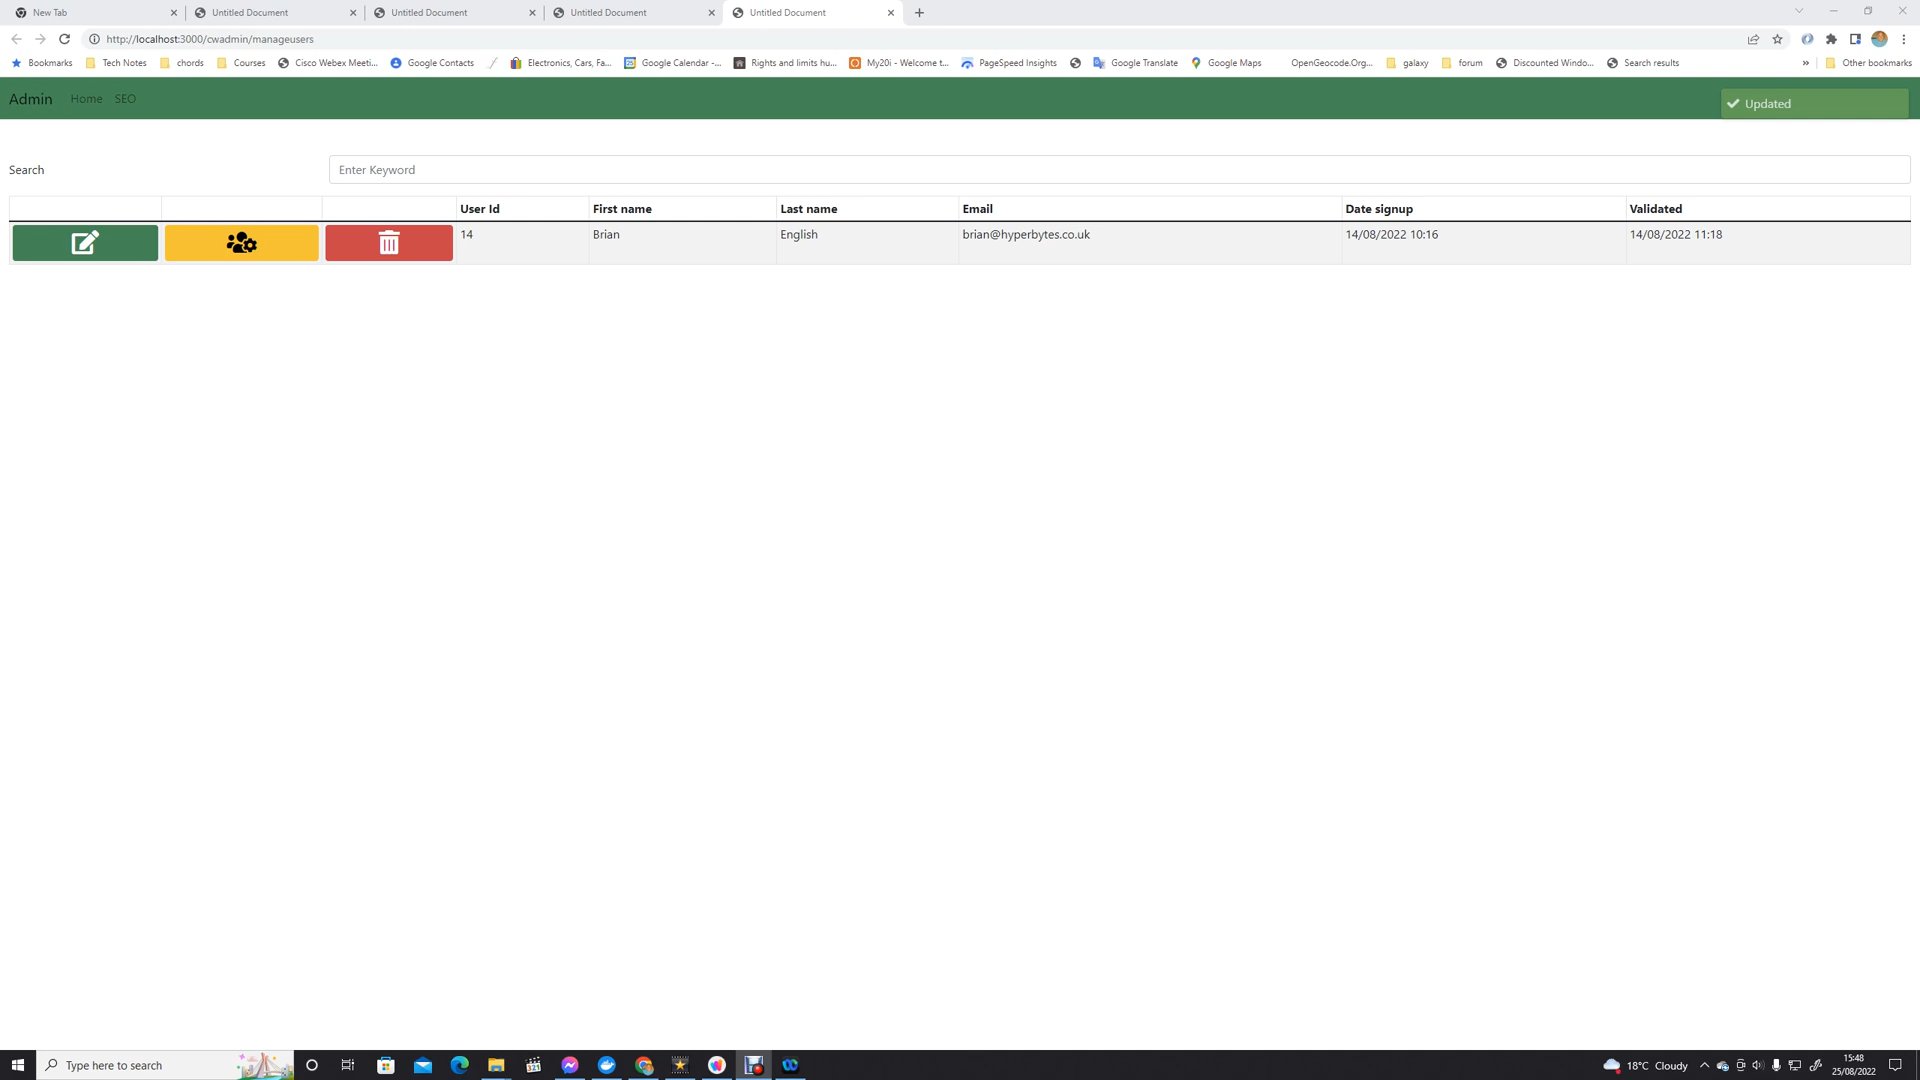 New Tab
Untitled Document
Untitled Document
Untitled Document
Untitled Document
http://localhost:3000/cwadmin/manageusers
Bookmarks Tech Notes chords Courses Cisco Webex Meeti... Google Contacts Electronics, Cars, Fa... Google Calendar -... Rights and limits hu... My20i - Welcome t... PageSpeed Insights Google Translate Google Maps OpenGeocode.Org... galaxy forum Discounted Windo... Search results » Other bookmarks
Admin Home SEO
Updated
Search
Enter Keyword
User Id First name Last name Email Date signup Validated
14 Brian English brian@hyperbytes.co.uk 14/08/2022 10:16 14/08/2022 11:18
Type here to search
18°C Cloudy
15:48
25/08/2022